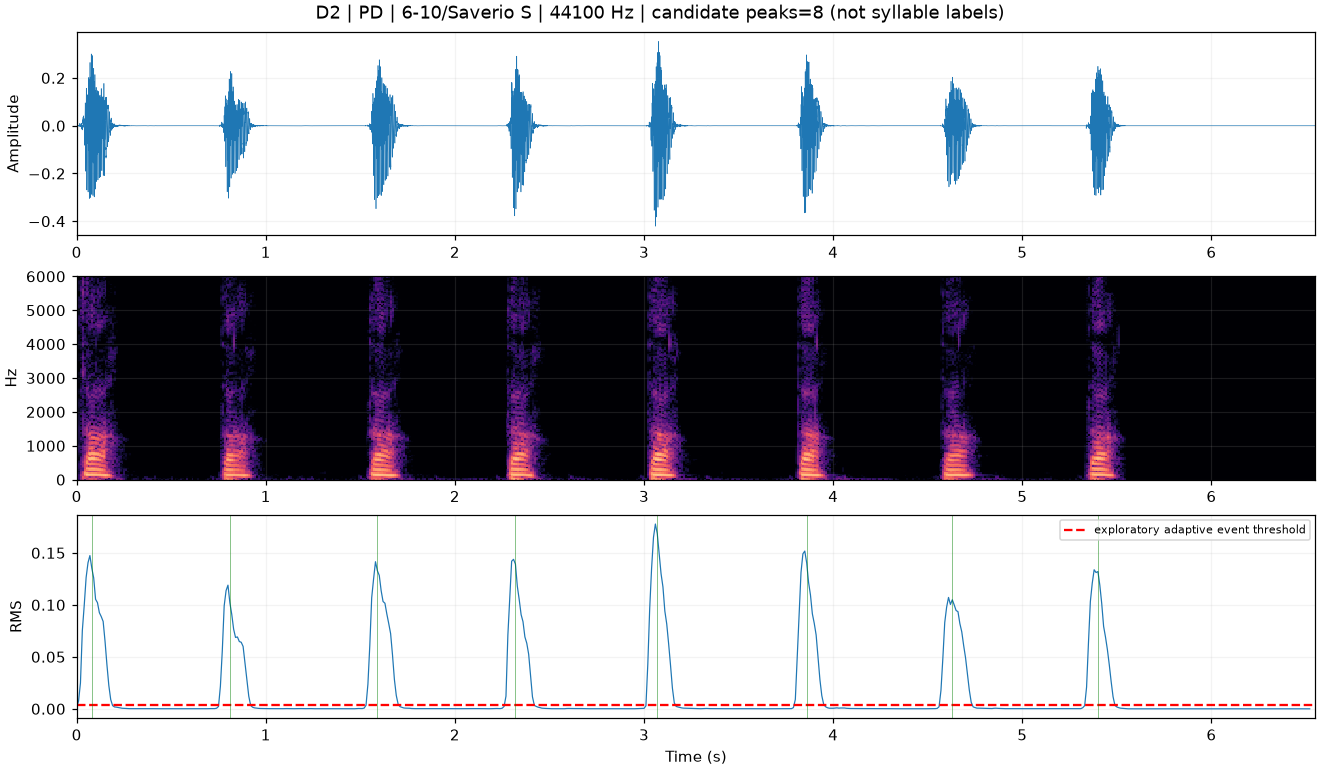 D2 | PD | 6-10/Saverio S | 44100 Hz | candidate peaks=8 (not syllable labels)
Amplitude
0.2
0.0
−0.2
−0.4
0 1 2 3 4 5 6
Hz
6000
5000
4000
3000
2000
1000
0
0 1 2 3 4 5 6
RMS
0.15
0.10
0.05
0.00
exploratory adaptive event threshold
0 1 2 3 4 5 6
Time (s)